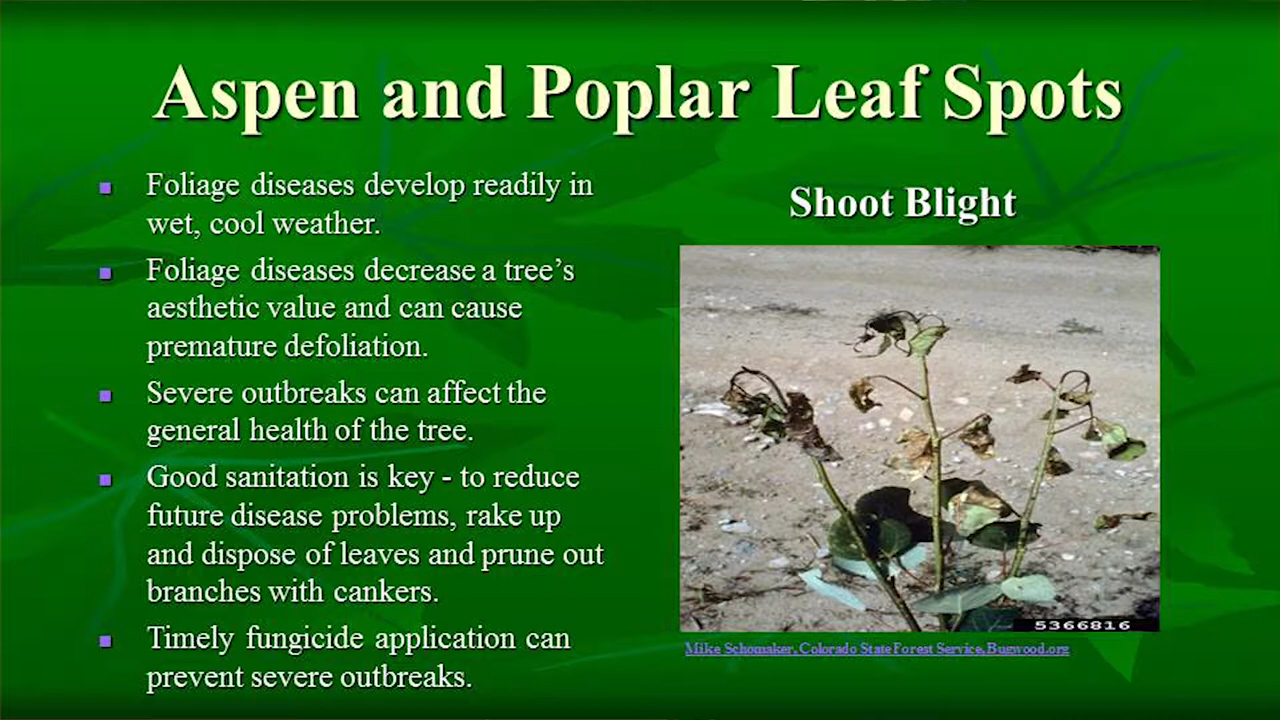 Aspen and Poplar Leaf Spots
Foliage diseases develop readily in
wet, cool weather.
Foliage diseases decrease a tree's
aesthetic value and can cause
premature defoliation.
Severe outbreaks can affect the
general health of the tree.
Good sanitation is key - to reduce
future disease problems, rake up
and dispose of leaves and prune out
branches with cankers.
Timely fungicide application can
prevent severe outbreaks.
Shoot Blight
5366816
Mike Schomaker, Colorado State Forest Service, Bugwood.org